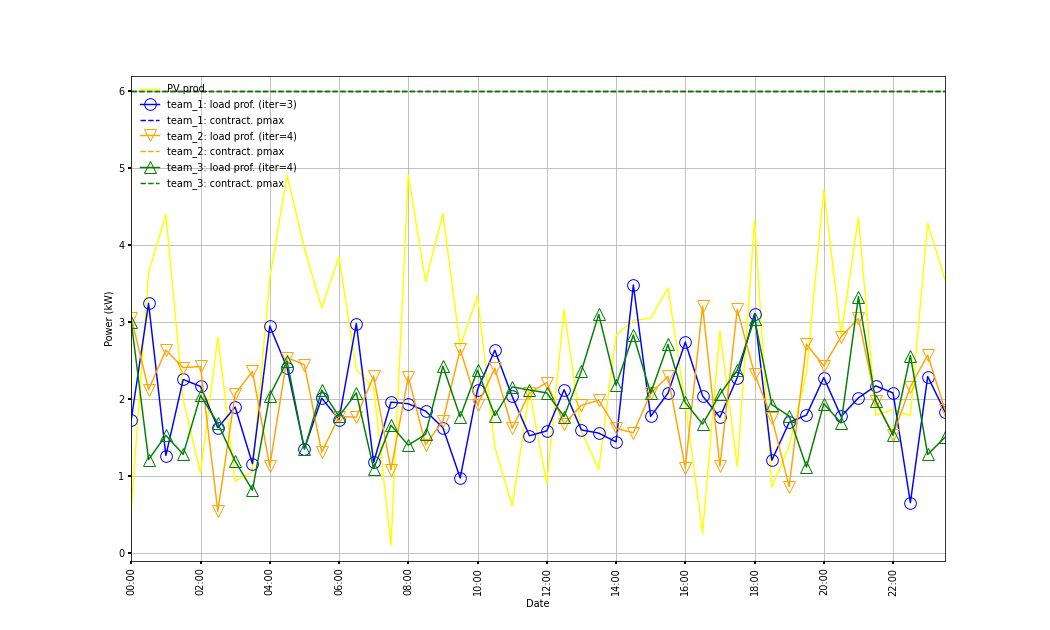 PV prod.
team_1: load prof. (iter=3)
team_1: contract. pmax
team_2: load prof. (iter=4)
team_2: contract. pmax
team_3: load prof. (iter=4)
team_3: contract. pmax
6
5
4
3
2
1
0
Power (kW)
00:00
02:00
04:00
06:00
08:00
10:00
12:00
14:00
16:00
18:00
20:00
22:00
Date